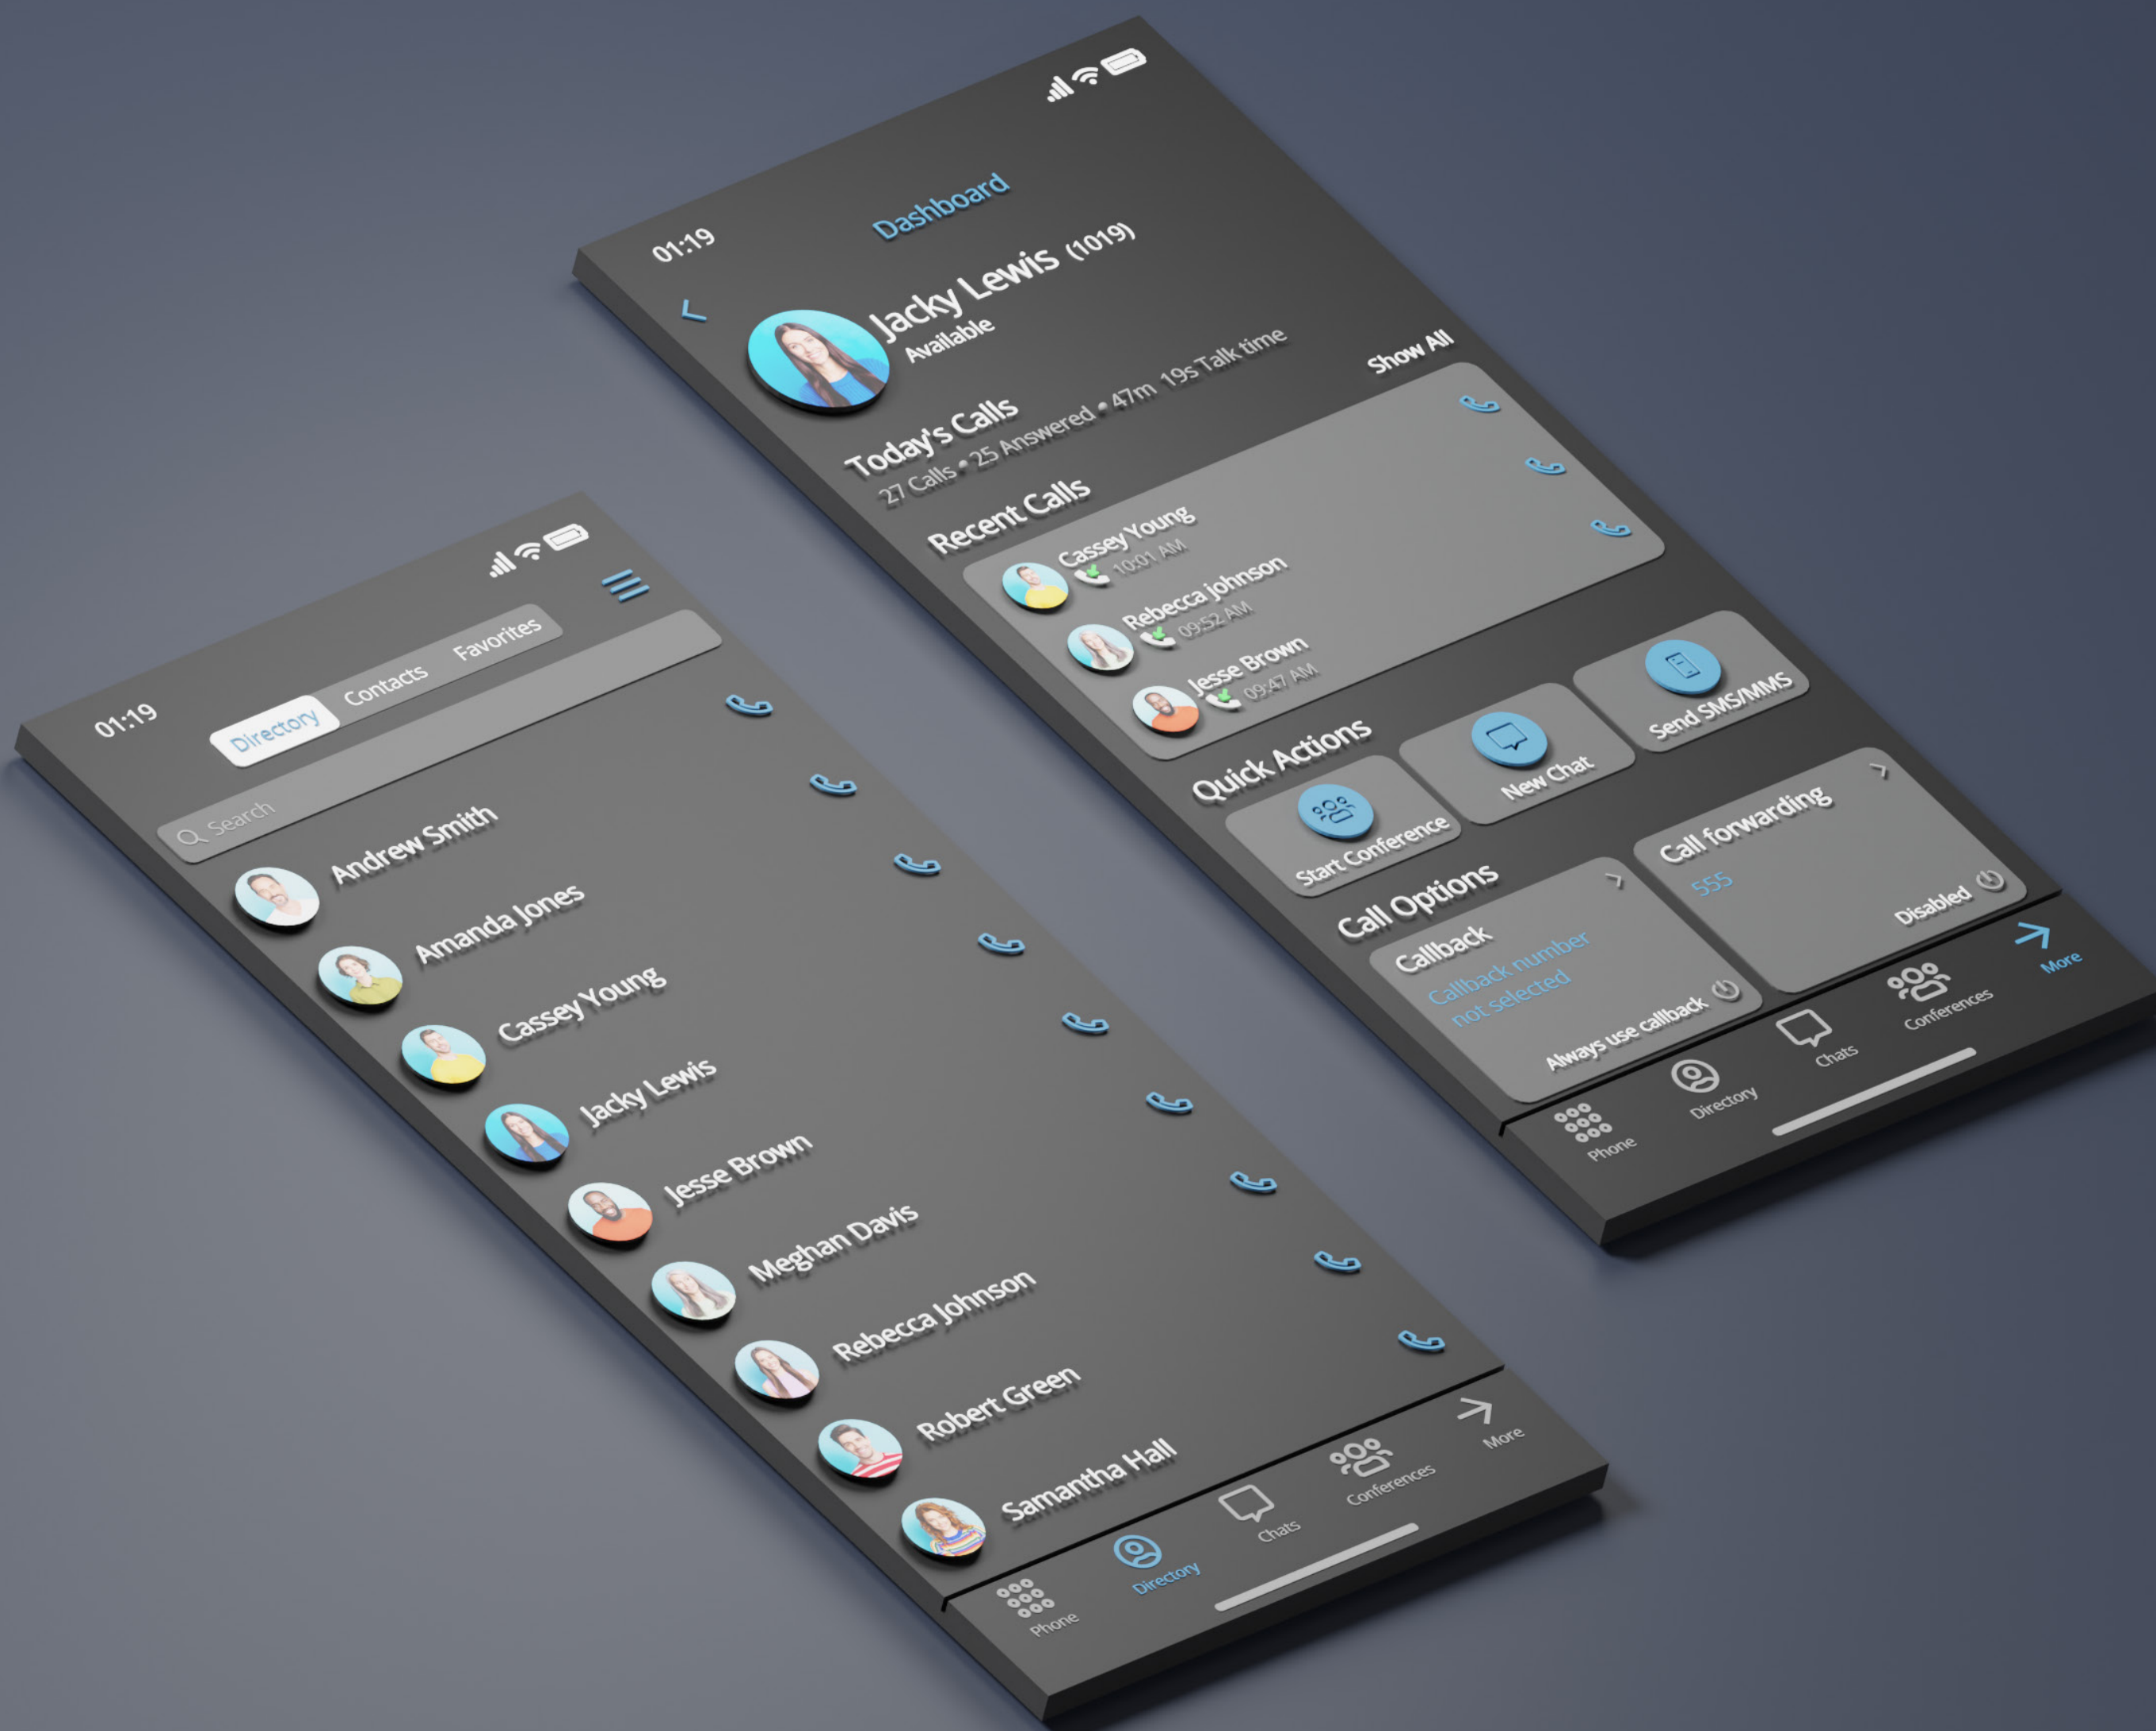 01:19
Directory
Contacts
Favorites
Search
Andrew Smith
Amanda Jones
Cassey Young
Jacky Lewis
Jesse Brown
Meghan Davis
Rebecca Johnson
Robert Green
Samantha Hall
Phone
Directory
Chats
Conferences
More
01:19
Dashboard
Jacky Lewis (1019)
Available
Today's Calls
27 Calls • 25 Answered • 47m 19s Talk time
Recent Calls
Show All
Cassey Young
10:01 AM
Rebecca johnson
09:52 AM
Jesse Brown
09:47 AM
Quick Actions
Start Conference
New Chat
Send SMS/MMS
Call Options
Callback
Callback number
not selected
Always use callback
Call forwarding
555
Disabled
Phone
Directory
Chats
Conferences
More